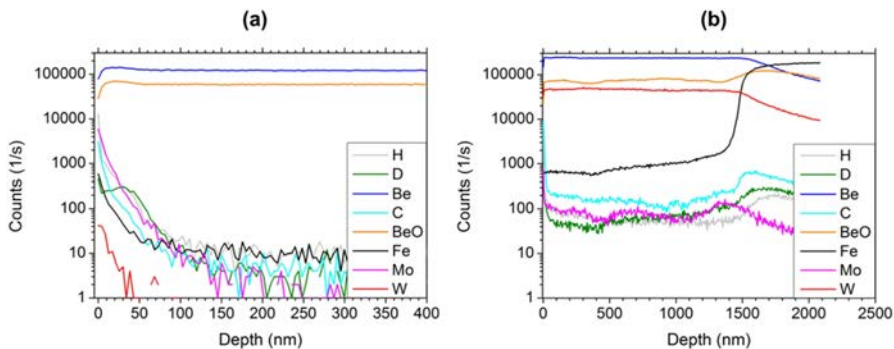 (a)
Counts (1/s)
100000
10000
1000
100
10
1
0
50
100
150
200
250
300
350
400
Depth (nm)
H
D
Be
C
BeO
Fe
Mo
W
(b)
Counts (1/s)
100000
10000
1000
100
10
1
0
500
1000
1500
2000
2500
Depth (nm)
H
D
Be
C
BeO
Fe
Mo
W